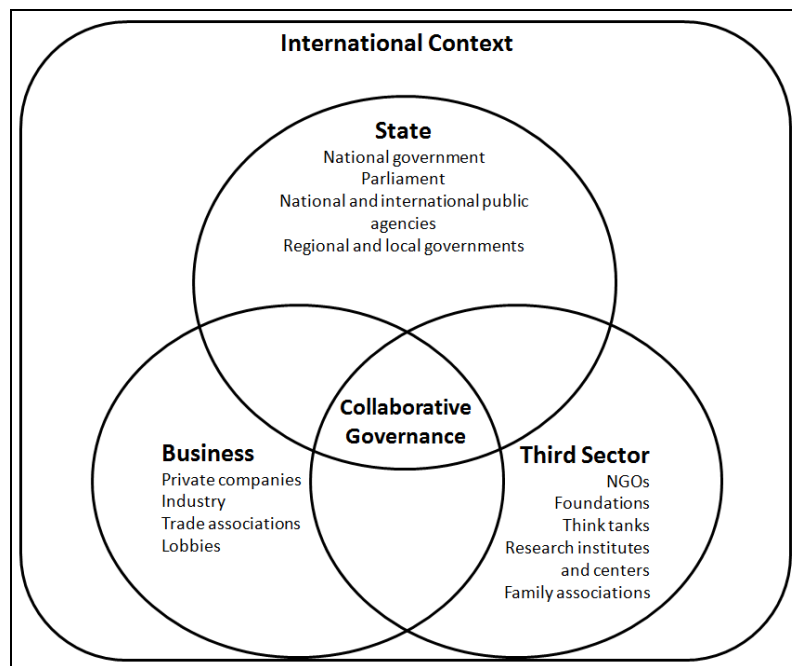 International Context
State
National government
Parliament
National and international public
agencies
Regional and local governments
Collaborative
Governance
Business
Private companies
Industry
Trade associations
Lobbies
Third Sector
NGOs
Foundations
Think tanks
Research institutes
and centers
Family associations